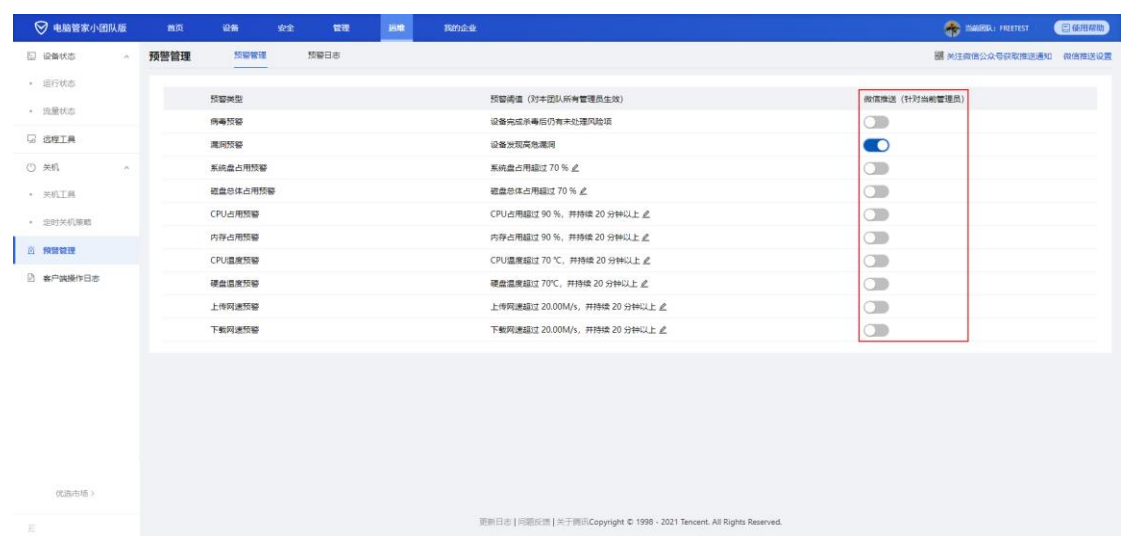 电脑管家小团队版 首页 设备 安全 管理 运维 我的企业 当前团队：FREETEST 使用帮助
设备状态
运行状态
流量状态
远程工具
关机
关机工具
定时关机策略
预警管理
客户端操作日志
优选市场 >
预警管理 预警管理 预警日志 关注微信公众号获取推送通知 微信推送设置
预警类型 预警阈值（对本团队所有管理员生效） 微信推送（针对当前管理员）
病毒预警 设备完成杀毒后仍有未处理风险项
漏洞预警 设备发现高危漏洞
系统盘占用预警 系统盘占用超过 70 %
磁盘总体占用预警 磁盘总体占用超过 70 %
CPU占用预警 CPU占用超过 90 %，并持续 20 分钟以上
内存占用预警 内存占用超过 90 %，并持续 20 分钟以上
CPU温度预警 CPU温度超过 70 ℃，并持续 20 分钟以上
硬盘温度预警 硬盘温度超过 70℃，并持续 20 分钟以上
上传网速预警 上传网速超过 20.00M/s，并持续 20 分钟以上
下载网速预警 下载网速超过 20.00M/s，并持续 20 分钟以上
更新日志 | 问题反馈 | 关于腾讯Copyright © 1998 - 2021 Tencent. All Rights Reserved.